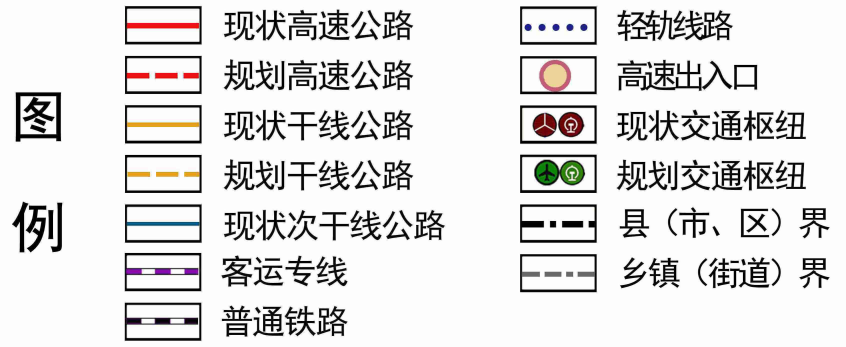 图例
现状高速公路
规划高速公路
现状干线公路
规划干线公路
现状次干线公路
客运专线
普通铁路
轻轨线路
高速出入口
现状交通枢纽
规划交通枢纽
县（市、区）界
乡镇（街道）界